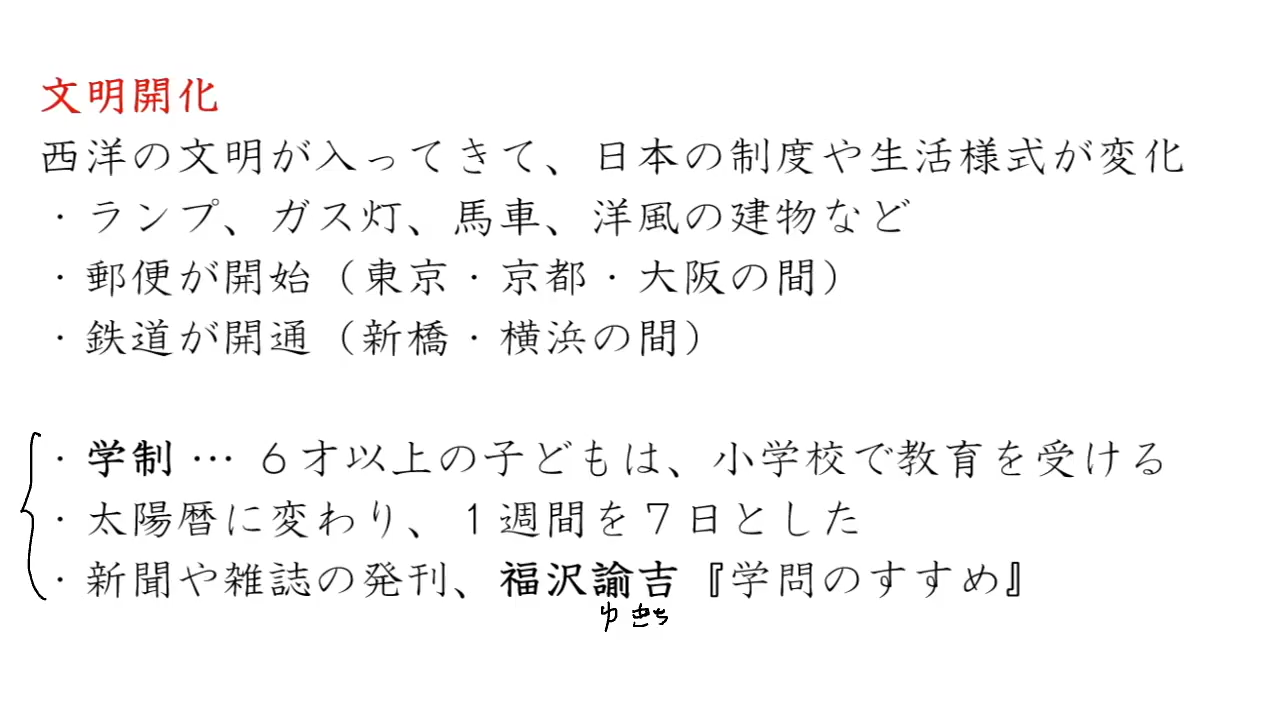 文明開化
西洋の文明が入ってきて、日本の制度や生活様式が変化
・ランプ、ガス灯、馬車、洋風の建物など
・郵便が開始（東京・京都・大阪の間）
・鉄道が開通（新橋・横浜の間）
・学制 … ６才以上の子どもは、小学校で教育を受ける
・太陽暦に変わり、１週間を７日とした
・新聞や雑誌の発刊、福沢諭吉『学問のすすめ』
ゆ きち